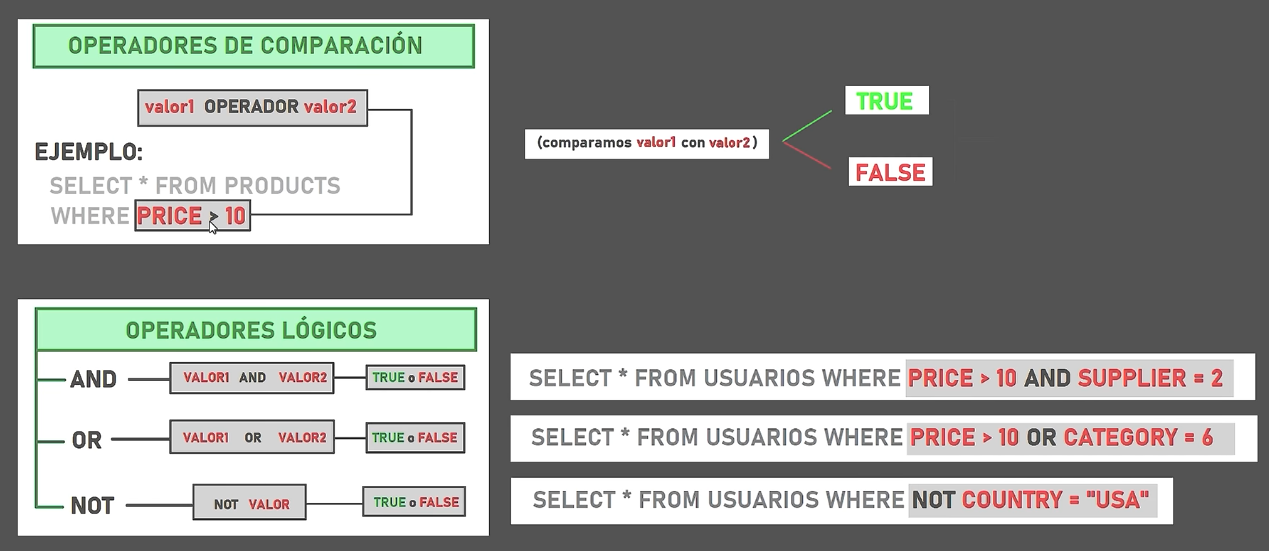 OPERADORES DE COMPARACIÓN
valor1 OPERADOR valor2
EJEMPLO:
SELECT * FROM PRODUCTS
WHERE PRICE > 10
(comparamos valor1 con valor2)
TRUE
FALSE
OPERADORES LÓGICOS
AND VALOR1 AND VALOR2 TRUE o FALSE
OR VALOR1 OR VALOR2 TRUE o FALSE
NOT NOT VALOR TRUE o FALSE
SELECT * FROM USUARIOS WHERE PRICE > 10 AND SUPPLIER = 2
SELECT * FROM USUARIOS WHERE PRICE > 10 OR CATEGORY = 6
SELECT * FROM USUARIOS WHERE NOT COUNTRY = "USA"